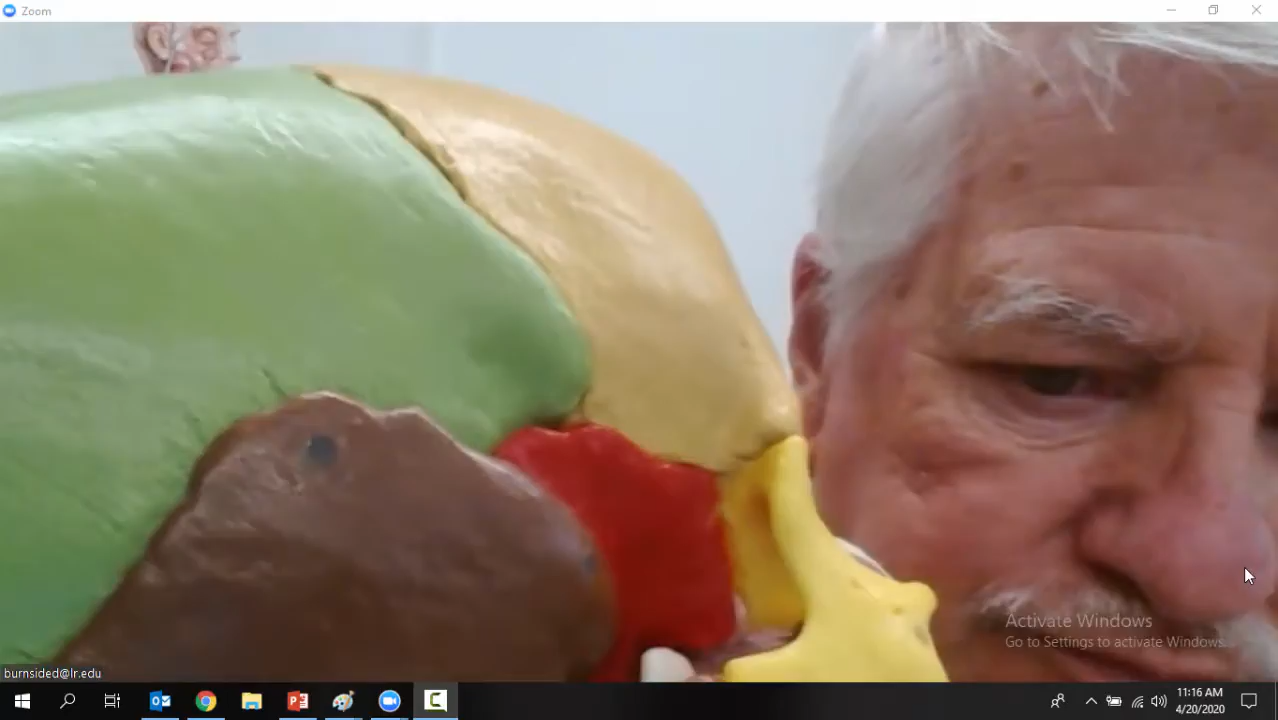 Zoom
Activate Windows
Go to Settings to activate Windows.
burnsided@lr.edu
11:16 AM
4/20/2020